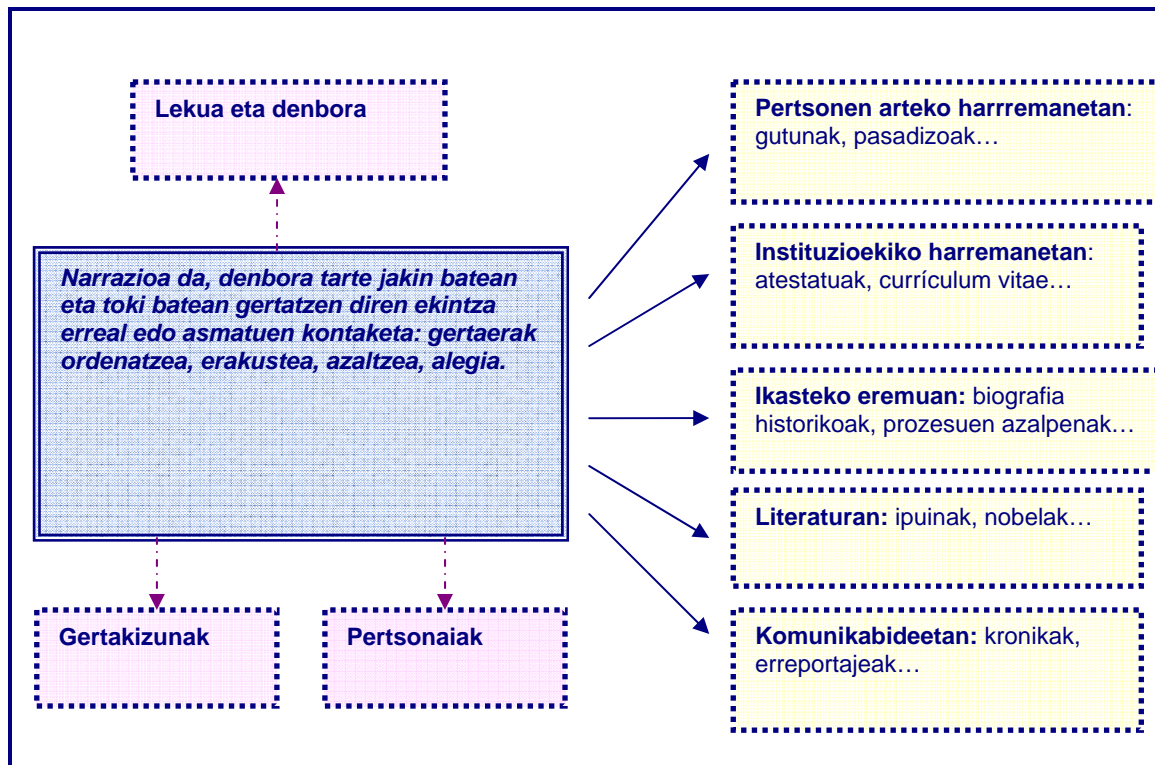 Lekua eta denbora
Narrazioa da, denbora tarte jakin batean
eta toki batean gertatzen diren ekintza
erreal edo asmatuen kontaketa: gertaerak
ordenatzea, erakustea, azaltzea, alegia.
Gertakizunak
Pertsonaiak
Pertsonen arteko harrremanetan:
gutunak, pasadizoak…
Instituzioekiko harremanetan:
atestatuak, currículum vitae…
Ikasteko eremuan: biografia
historikoak, prozesuen azalpenak…
Literaturan: ipuinak, nobelak…
Komunikabideetan: kronikak,
erreportajeak…